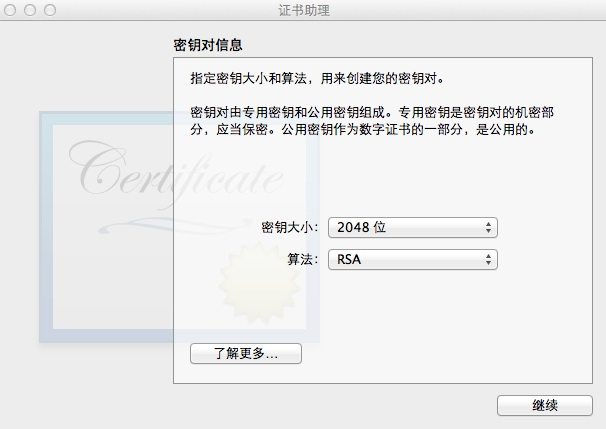 证书助理
密钥对信息
指定密钥大小和算法，用来创建您的密钥对。
密钥对由专用密钥和公用密钥组成。专用密钥是密钥对的机密部
分，应当保密。公用密钥作为数字证书的一部分，是公用的。
Certificate
密钥大小： 2048 位
算法： RSA
了解更多...
继续